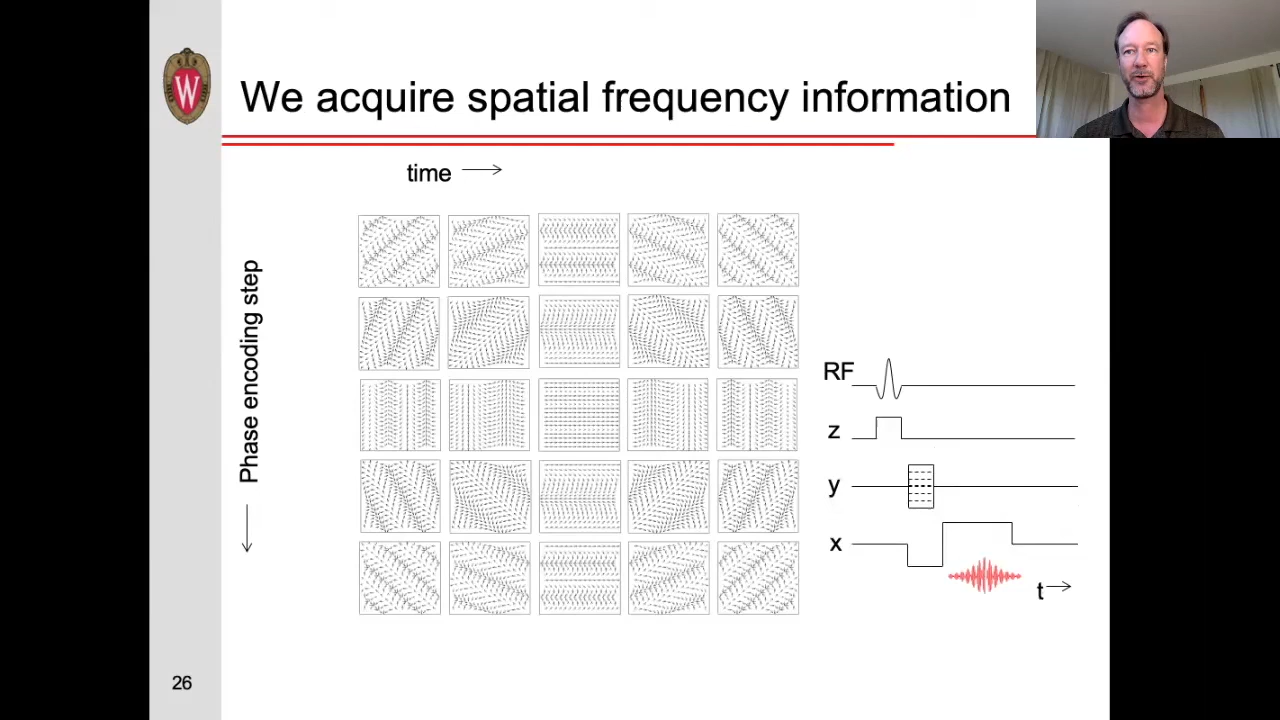 W
We acquire spatial frequency information
time
Phase encoding step
RF
z
y
x
t
26